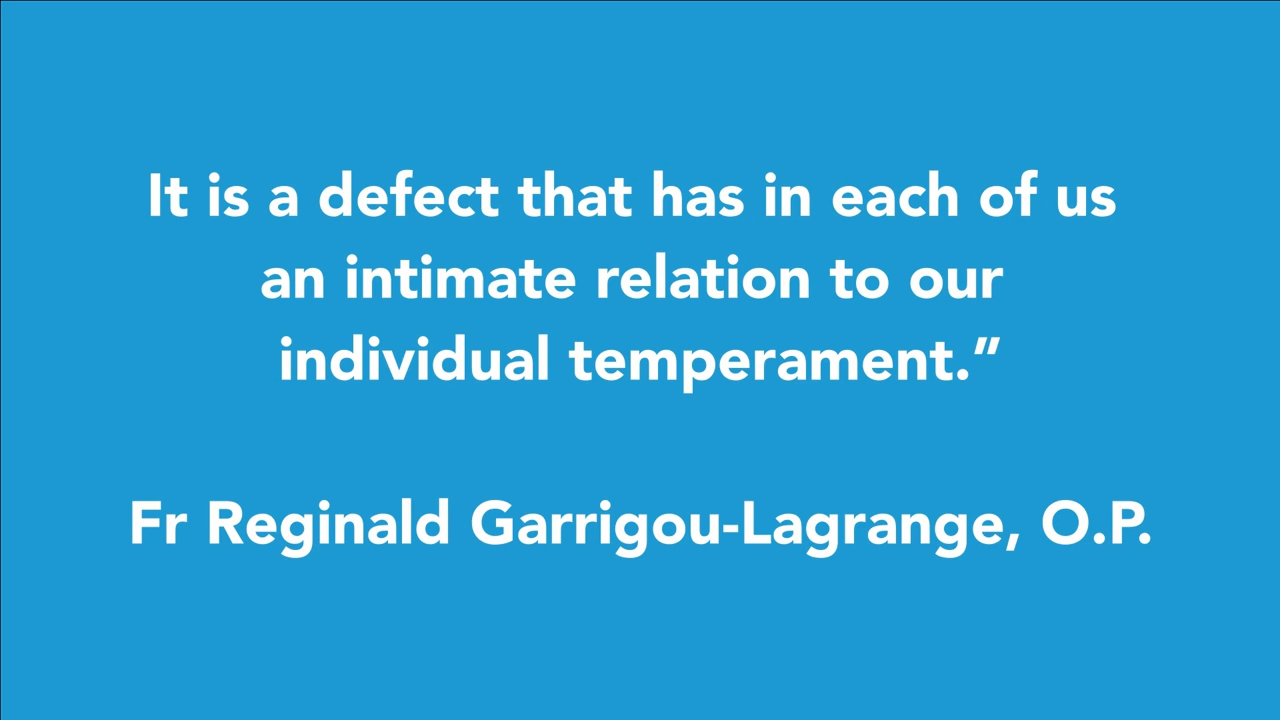 It is a defect that has in each of us
an intimate relation to our
individual temperament.”
Fr Reginald Garrigou-Lagrange, O.P.